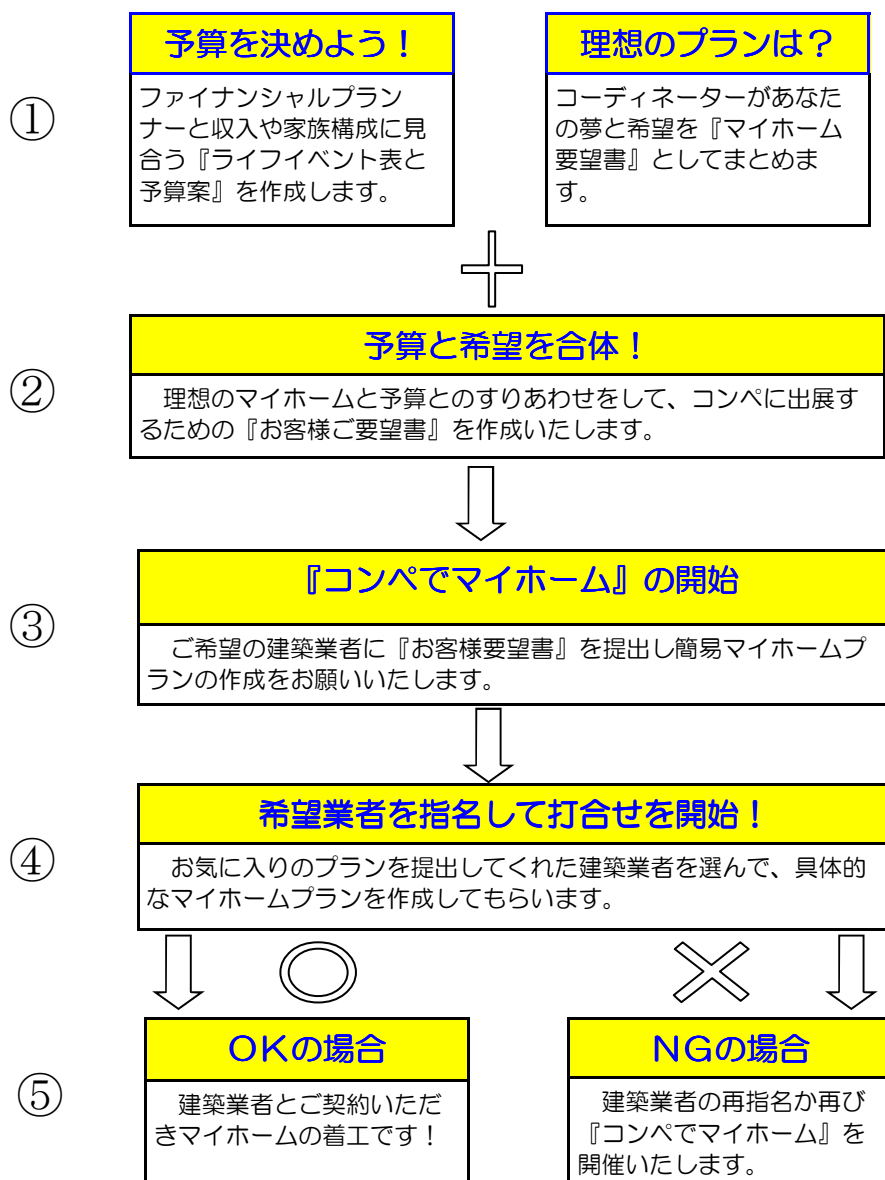 ①
予算を決めよう！
ファイナンシャルプラン
ナーと収入や家族構成に見
合う『ライフイベント表と
予算案』を作成します。
理想のプランは？
コーディネーターがあなた
の夢と希望を『マイホーム
要望書』としてまとめま
す。
②
予算と希望を合体！
理想のマイホームと予算とのすりあわせをして、コンペに出展す
るための『お客様ご要望書』を作成いたします。
③
『コンペでマイホーム』の開始
ご希望の建築業者に『お客様要望書』を提出し簡易マイホームプ
ランの作成をお願いいたします。
④
希望業者を指名して打合せを開始！
お気に入りのプランを提出してくれた建築業者を選んで、具体的
なマイホームプランを作成してもらいます。
⑤
ＯＫの場合
建築業者とご契約いただ
きマイホームの着工です！
ＮＧの場合
建築業者の再指名か再び
『コンペでマイホーム』を
開催いたします。